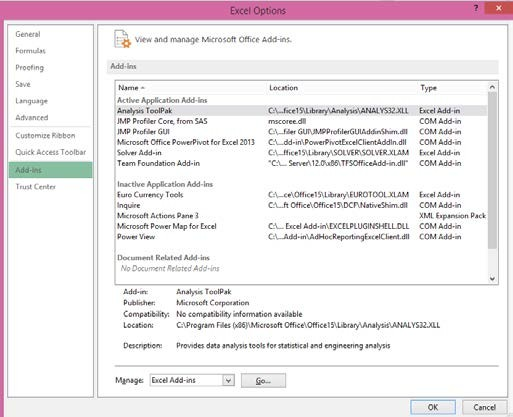 Excel Options
?
General
Formulas
Proofing
Save
Language
Advanced
Customize Ribbon
Quick Access Toolbar
Add-Ins
Trust Center
View and manage Microsoft Office Add-ins.
Add-ins
Name Location Type
Active Application Add-ins
Analysis ToolPak C:\...fice15\Library\Analysis\ANALYS32.XLL Excel Add-in
JMP Profiler Core, from SAS mscoree.dll COM Add-in
JMP Profiler GUI C:\...filer GUI\JMPProfilerGUIAddinShim.dll COM Add-in
Microsoft Office PowerPivot for Excel 2013 C:\...dd-in\PowerPivotExcelClientAddIn.dll COM Add-in
Solver Add-in C:\...ffice15\Library\SOLVER\SOLVER.XLAM Excel Add-in
Team Foundation Add-in "C:\... Server\12.0\x86\TFSOfficeAdd-in.dll" COM Add-in
Inactive Application Add-ins
Euro Currency Tools C:\...ce\Office15\Library\EUROTOOL.XLAM Excel Add-in
Inquire C:\...ft Office\Office15\DCF\NativeShim.dll COM Add-in
Microsoft Actions Pane 3 XML Expansion Pack
Microsoft Power Map for Excel C:\... Excel Add-in\EXCELPLUGINSHELL.DLL COM Add-in
Power View C:\...Add-in\AdHocReportingExcelClient.dll COM Add-in
Document Related Add-ins
No Document Related Add-ins
Add-in: Analysis ToolPak
Publisher: Microsoft Corporation
Compatibility: No compatibility information available
Location: C:\Program Files (x86)\Microsoft Office\Office15\Library\Analysis\ANALYS32.XLL
Description: Provides data analysis tools for statistical and engineering analysis
Manage: Excel Add-ins Go...
OK Cancel